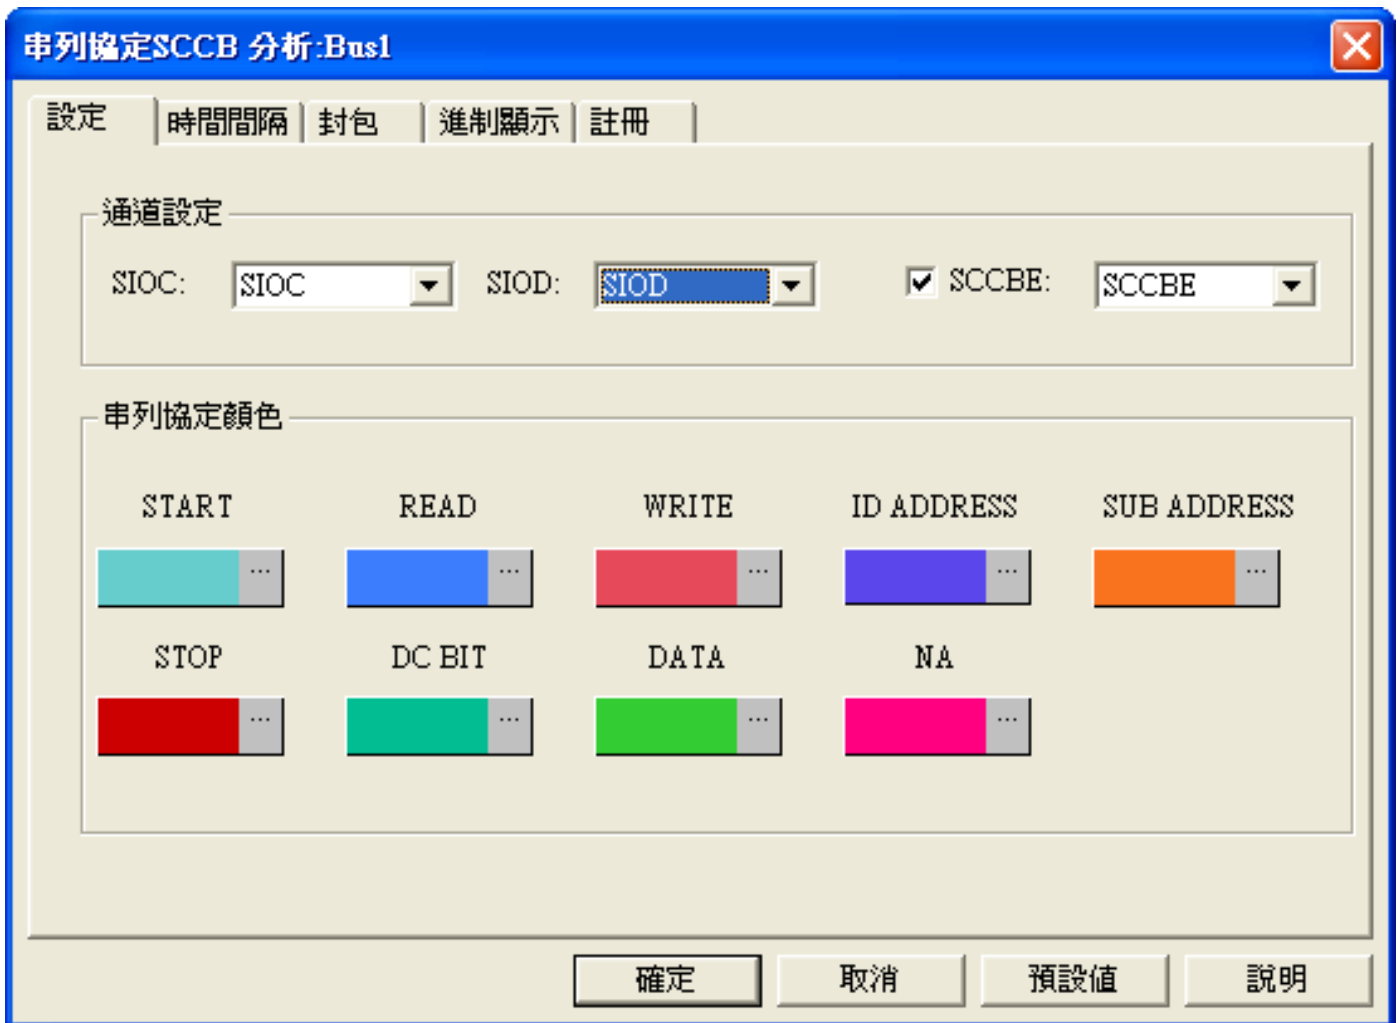 串列協定SCCB 分析:Bus1
設定 時間間隔 封包 進制顯示 註冊
通道設定
SIOC: SIOC SIOD: SIOD SCCBE: SCCBE
串列協定顏色
START READ WRITE ID ADDRESS SUB ADDRESS
... ... ... ... ...
STOP DC BIT DATA NA
... ... ... ...
確定 取消 預設值 說明